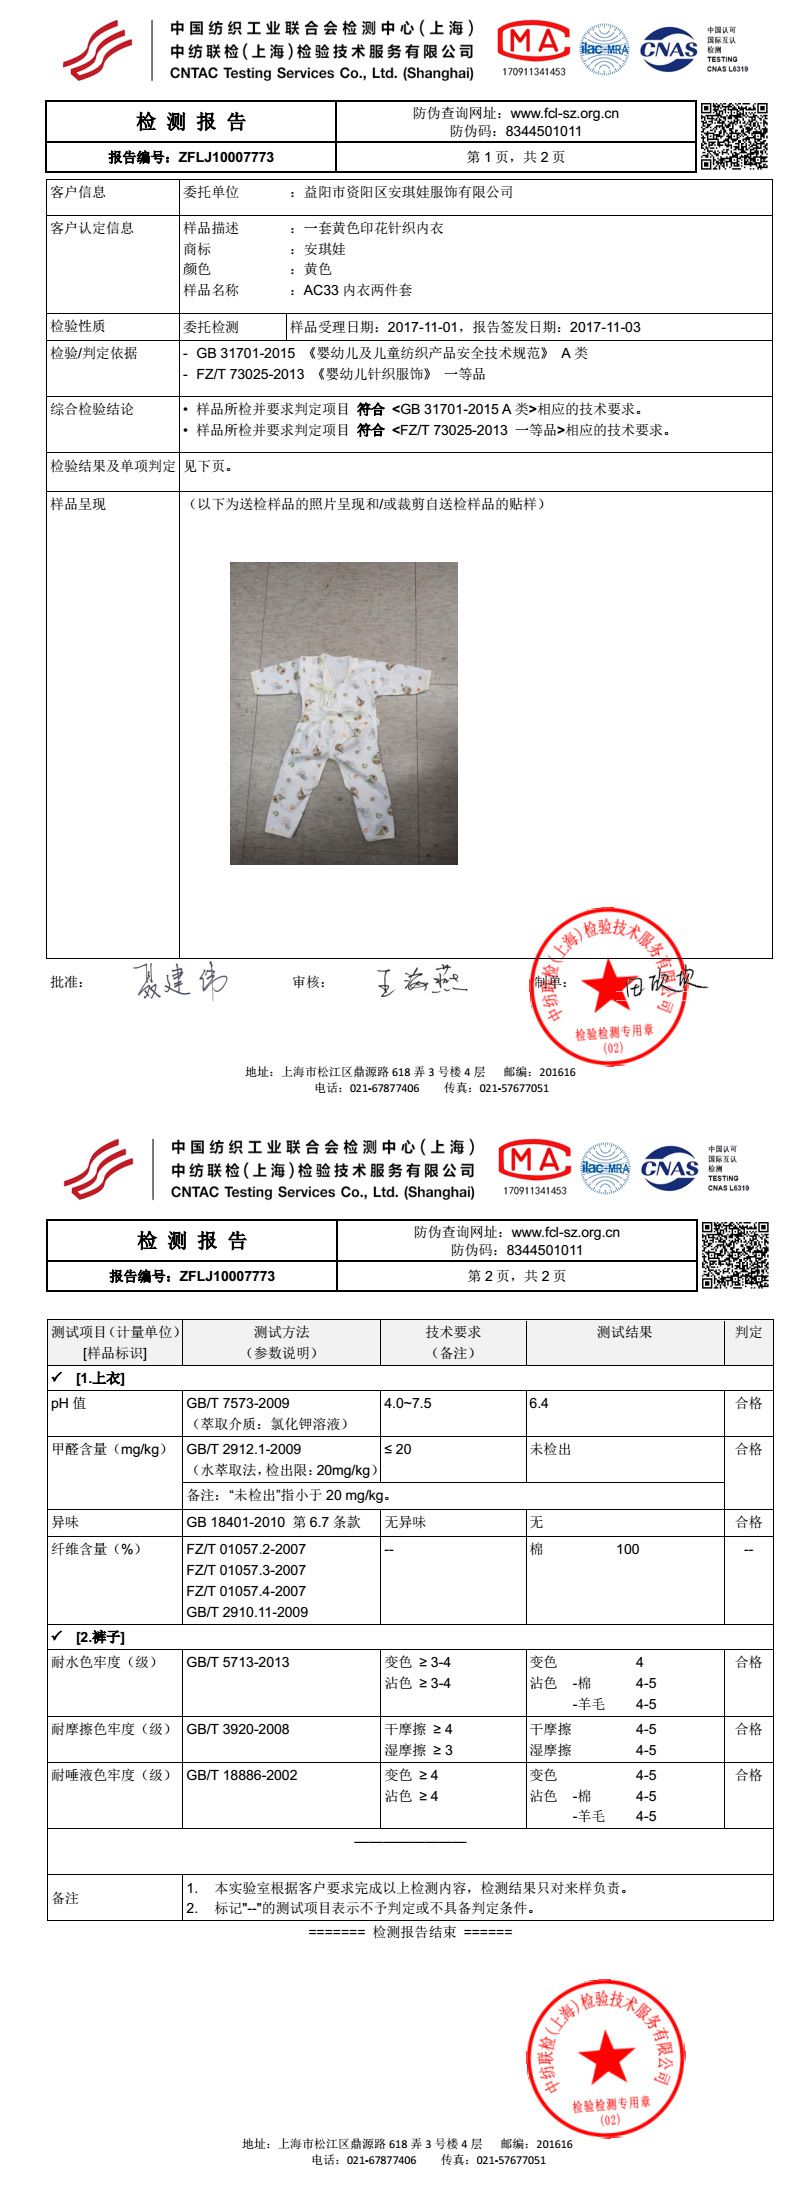 中国纺织工业联合会检测中心(上海)
中纺联检(上海)检验技术服务有限公司
CNTAC Testing Services Co., Ltd. (Shanghai)
MA
170911341453
ilac-MRA
CNAS
中国认可
国际互认
检测
TESTING
CNAS L6319
检 测 报 告
防伪查询网址：www.fcl-sz.org.cn
防伪码：8344501011
报告编号：ZFLJ10007773
第 1 页，共 2 页
客户信息
委托单位 ：益阳市资阳区安琪娃服饰有限公司
客户认定信息
样品描述 ：一套黄色印花针织内衣
商标 ：安琪娃
颜色 ：黄色
样品名称 ：AC33 内衣两件套
检验性质
委托检测
样品受理日期：2017-11-01，报告签发日期：2017-11-03
检验/判定依据
- GB 31701-2015 《婴幼儿及儿童纺织产品安全技术规范》 A 类
- FZ/T 73025-2013 《婴幼儿针织服饰》 一等品
综合检验结论
• 样品所检并要求判定项目 符合 <GB 31701-2015 A 类>相应的技术要求。
• 样品所检并要求判定项目 符合 <FZ/T 73025-2013 一等品>相应的技术要求。
检验结果及单项判定
见下页。
样品呈现
（以下为送检样品的照片呈现和/或裁剪自送检样品的贴样）
批准：
聂建伟
审核：
王海燕
制单：
中纺联检(上海)检验技术服务有限公司
检验检测专用章
(02)
地址：上海市松江区鼎源路 618 弄 3 号楼 4 层 邮编：201616
电话：021-67877406 传真：021-57677051
中国纺织工业联合会检测中心(上海)
中纺联检(上海)检验技术服务有限公司
CNTAC Testing Services Co., Ltd. (Shanghai)
MA
170911341453
ilac-MRA
CNAS
中国认可
国际互认
检测
TESTING
CNAS L6319
检 测 报 告
防伪查询网址：www.fcl-sz.org.cn
防伪码：8344501011
报告编号：ZFLJ10007773
第 2 页，共 2 页
测试项目（计量单位）
[样品标识]
测试方法
（参数说明）
技术要求
（备注）
测试结果
判定
✓ [1.上衣]
pH 值
GB/T 7573-2009
（萃取介质：氯化钾溶液）
4.0~7.5
6.4
合格
甲醛含量（mg/kg）
GB/T 2912.1-2009
（水萃取法，检出限：20mg/kg）
≤ 20
未检出
合格
备注：“未检出”指小于 20 mg/kg。
异味
GB 18401-2010 第 6.7 条款
无异味
无
合格
纤维含量（%）
FZ/T 01057.2-2007
FZ/T 01057.3-2007
FZ/T 01057.4-2007
GB/T 2910.11-2009
--
棉 100
--
✓ [2.裤子]
耐水色牢度（级）
GB/T 5713-2013
变色 ≥ 3-4
沾色 ≥ 3-4
变色 4
沾色 -棉 4-5
-羊毛 4-5
合格
耐摩擦色牢度（级）
GB/T 3920-2008
干摩擦 ≥ 4
湿摩擦 ≥ 3
干摩擦 4-5
湿摩擦 4-5
合格
耐唾液色牢度（级）
GB/T 18886-2002
变色 ≥ 4
沾色 ≥ 4
变色 4-5
沾色 -棉 4-5
-羊毛 4-5
合格
备注
1. 本实验室根据客户要求完成以上检测内容，检测结果只对来样负责。
2. 标记"--"的测试项目表示不予判定或不具备判定条件。
======= 检测报告结束 ======
中纺联检(上海)检验技术服务有限公司
检验检测专用章
(02)
地址：上海市松江区鼎源路 618 弄 3 号楼 4 层 邮编：201616
电话：021-67877406 传真：021-57677051